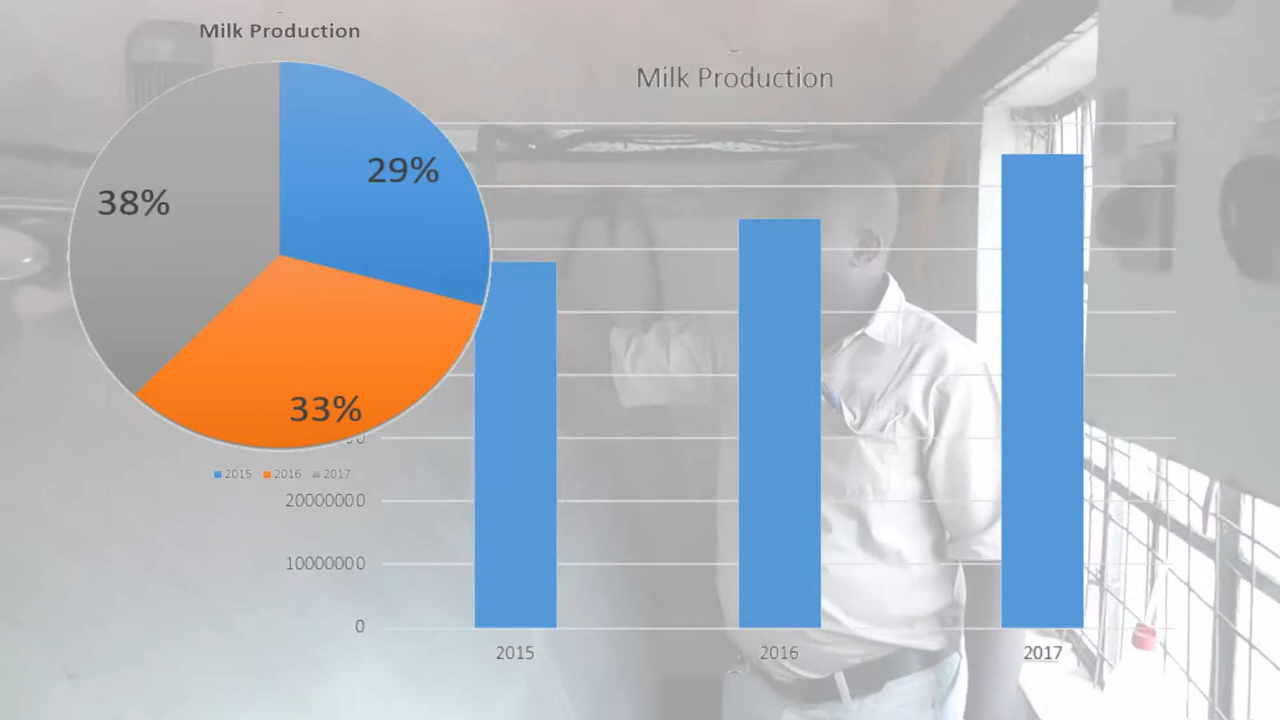 Milk Production
29%
38%
33%
2015 2016 2017
Milk Production
20000000
10000000
0
2015 2016 2017